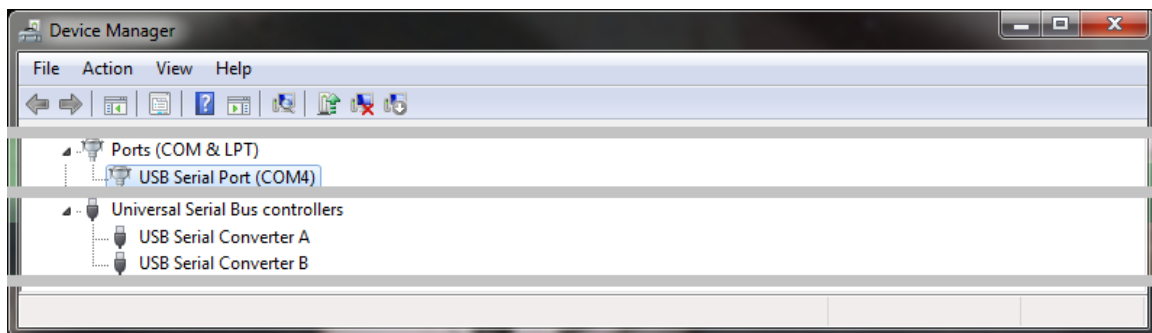 Device Manager
File Action View Help
Ports (COM & LPT)
USB Serial Port (COM4)
Universal Serial Bus controllers
USB Serial Converter A
USB Serial Converter B